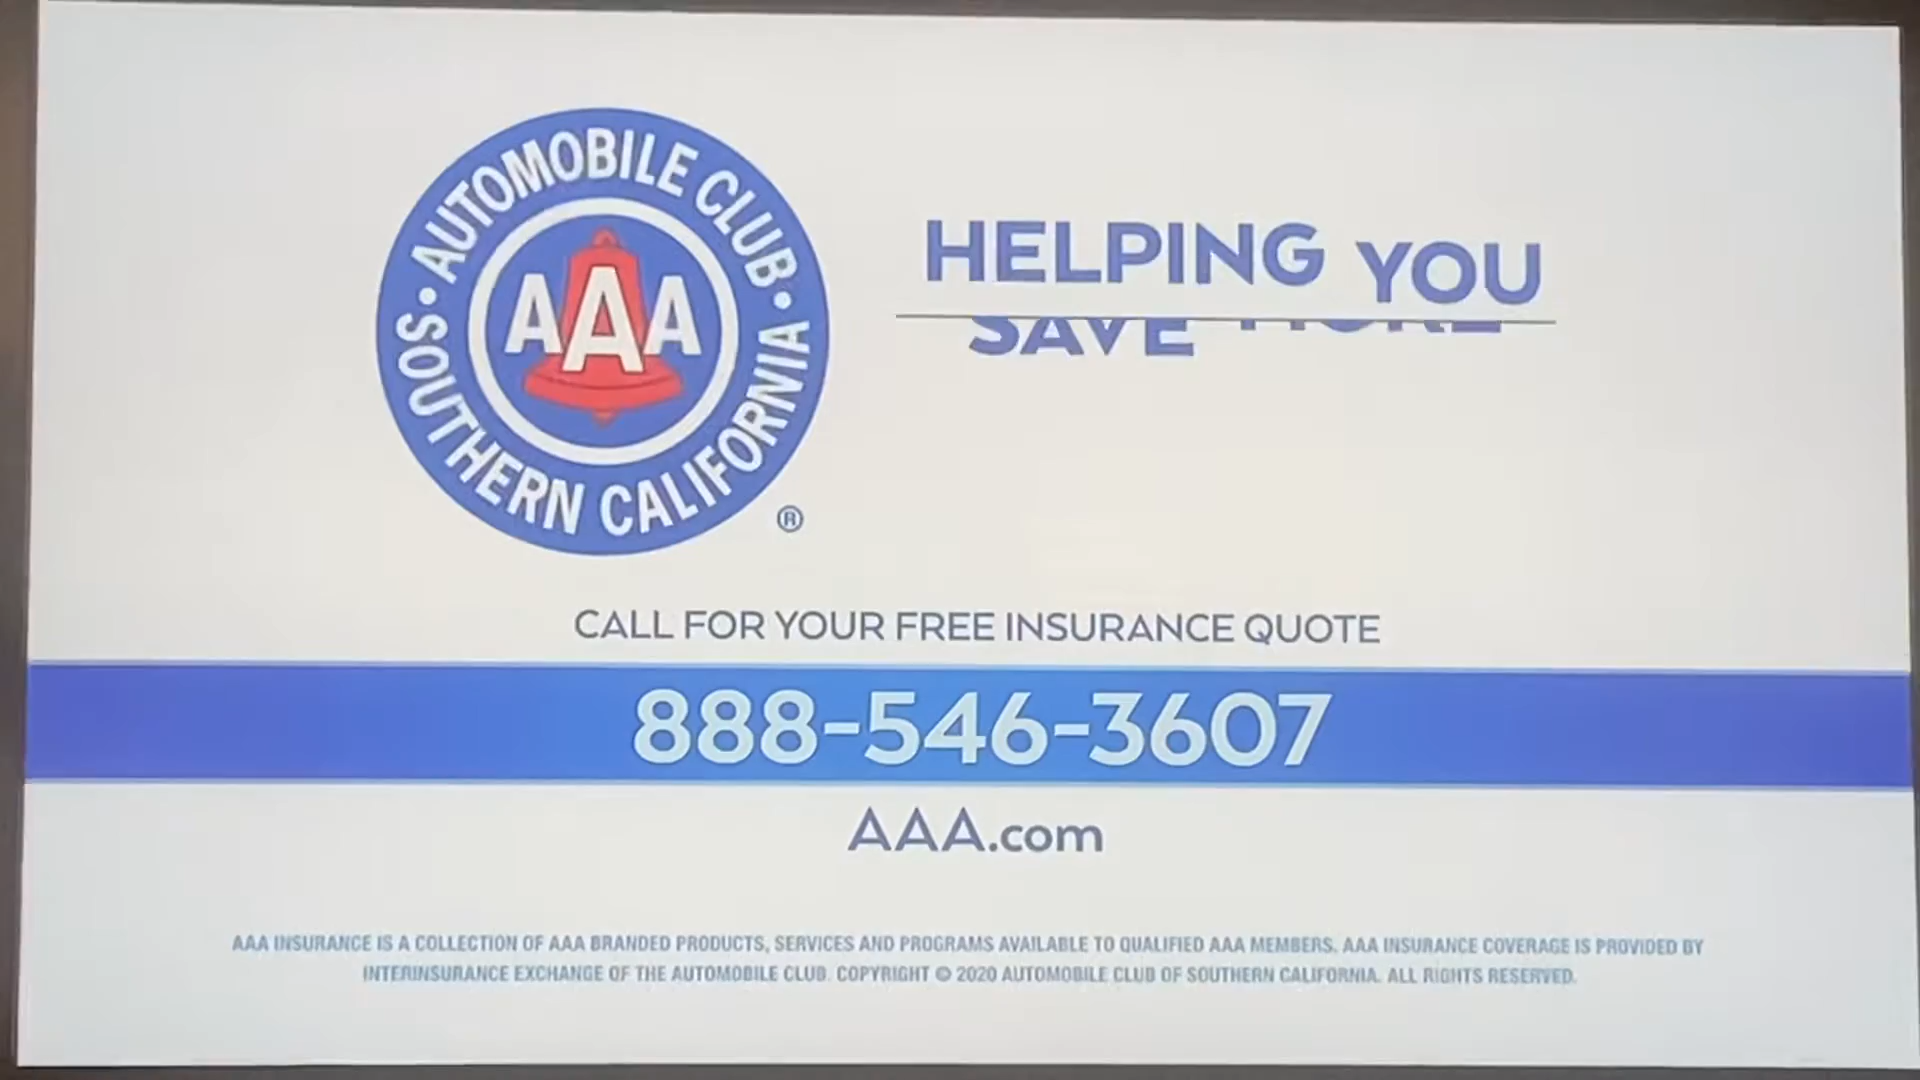 AUTOMOBILE CLUB
AAA
SOUTHERN CALIFORNIA
®
HELPING YOU
SAVE
CALL FOR YOUR FREE INSURANCE QUOTE
888-546-3607
AAA.com
AAA INSURANCE IS A COLLECTION OF AAA BRANDED PRODUCTS, SERVICES AND PROGRAMS AVAILABLE TO QUALIFIED AAA MEMBERS. AAA INSURANCE COVERAGE IS PROVIDED BY
INTERINSURANCE EXCHANGE OF THE AUTOMOBILE CLUB. COPYRIGHT © 2020 AUTOMOBILE CLUB OF SOUTHERN CALIFORNIA. ALL RIGHTS RESERVED.